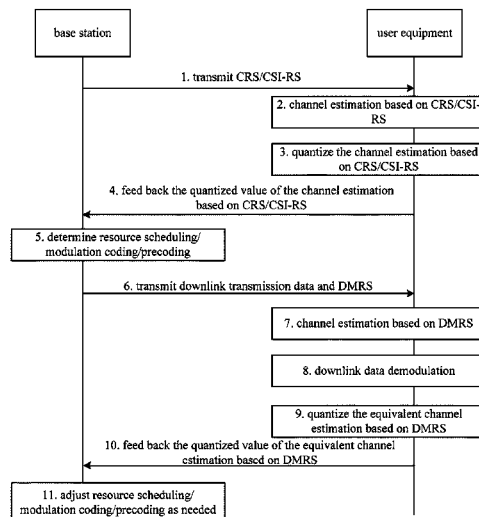 base station
user equipment
1. transmit CRS/CSI-RS
2. channel estimation based on CRS/CSI-
RS
3. quantize the channel estimation based
on CRS/CSI-RS
4. feed back the quantized value of the channel estimation
based on CRS/CSI-RS
5. determine resource scheduling/
modulation coding/precoding
6. transmit downlink transmission data and DMRS
7. channel estimation based on DMRS
8. downlink data demodulation
9. quantize the equivalent channel
estimation based on DMRS
10. feed back the quantized value of the equivalent channel
estimation based on DMRS
11. adjust resource scheduling/
modulation coding/precoding as needed